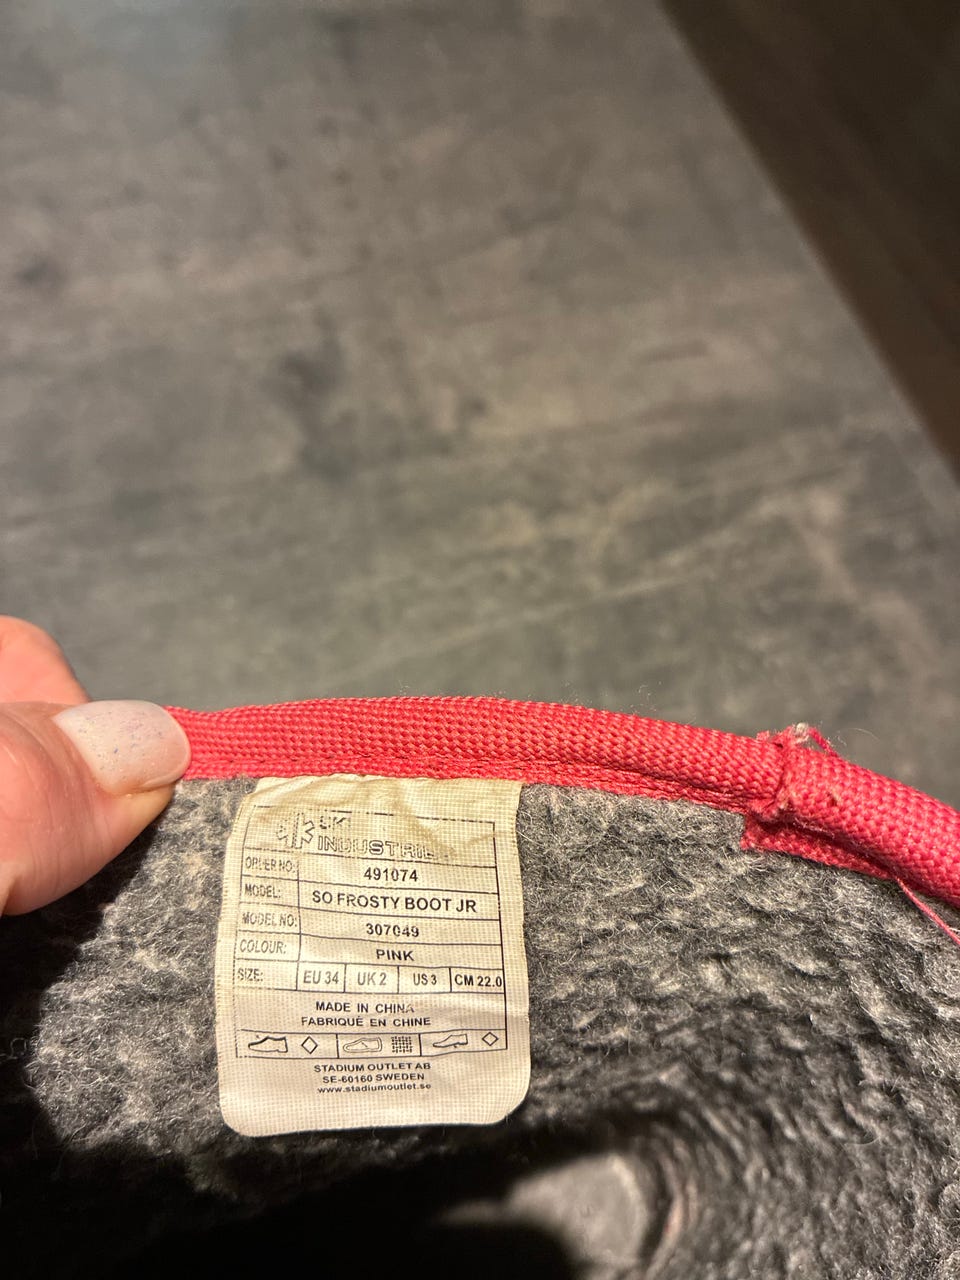 INDUSTRIE
ORDER NO: 491074
MODEL: SO FROSTY BOOT JR
MODEL NO: 307049
COLOUR: PINK
SIZE: EU 34 UK 2 US 3 CM 22.0
MADE IN CHINA
FABRIQUÉ EN CHINE
STADIUM OUTLET AB
SE-60160 SWEDEN
www.stadiumoutlet.se